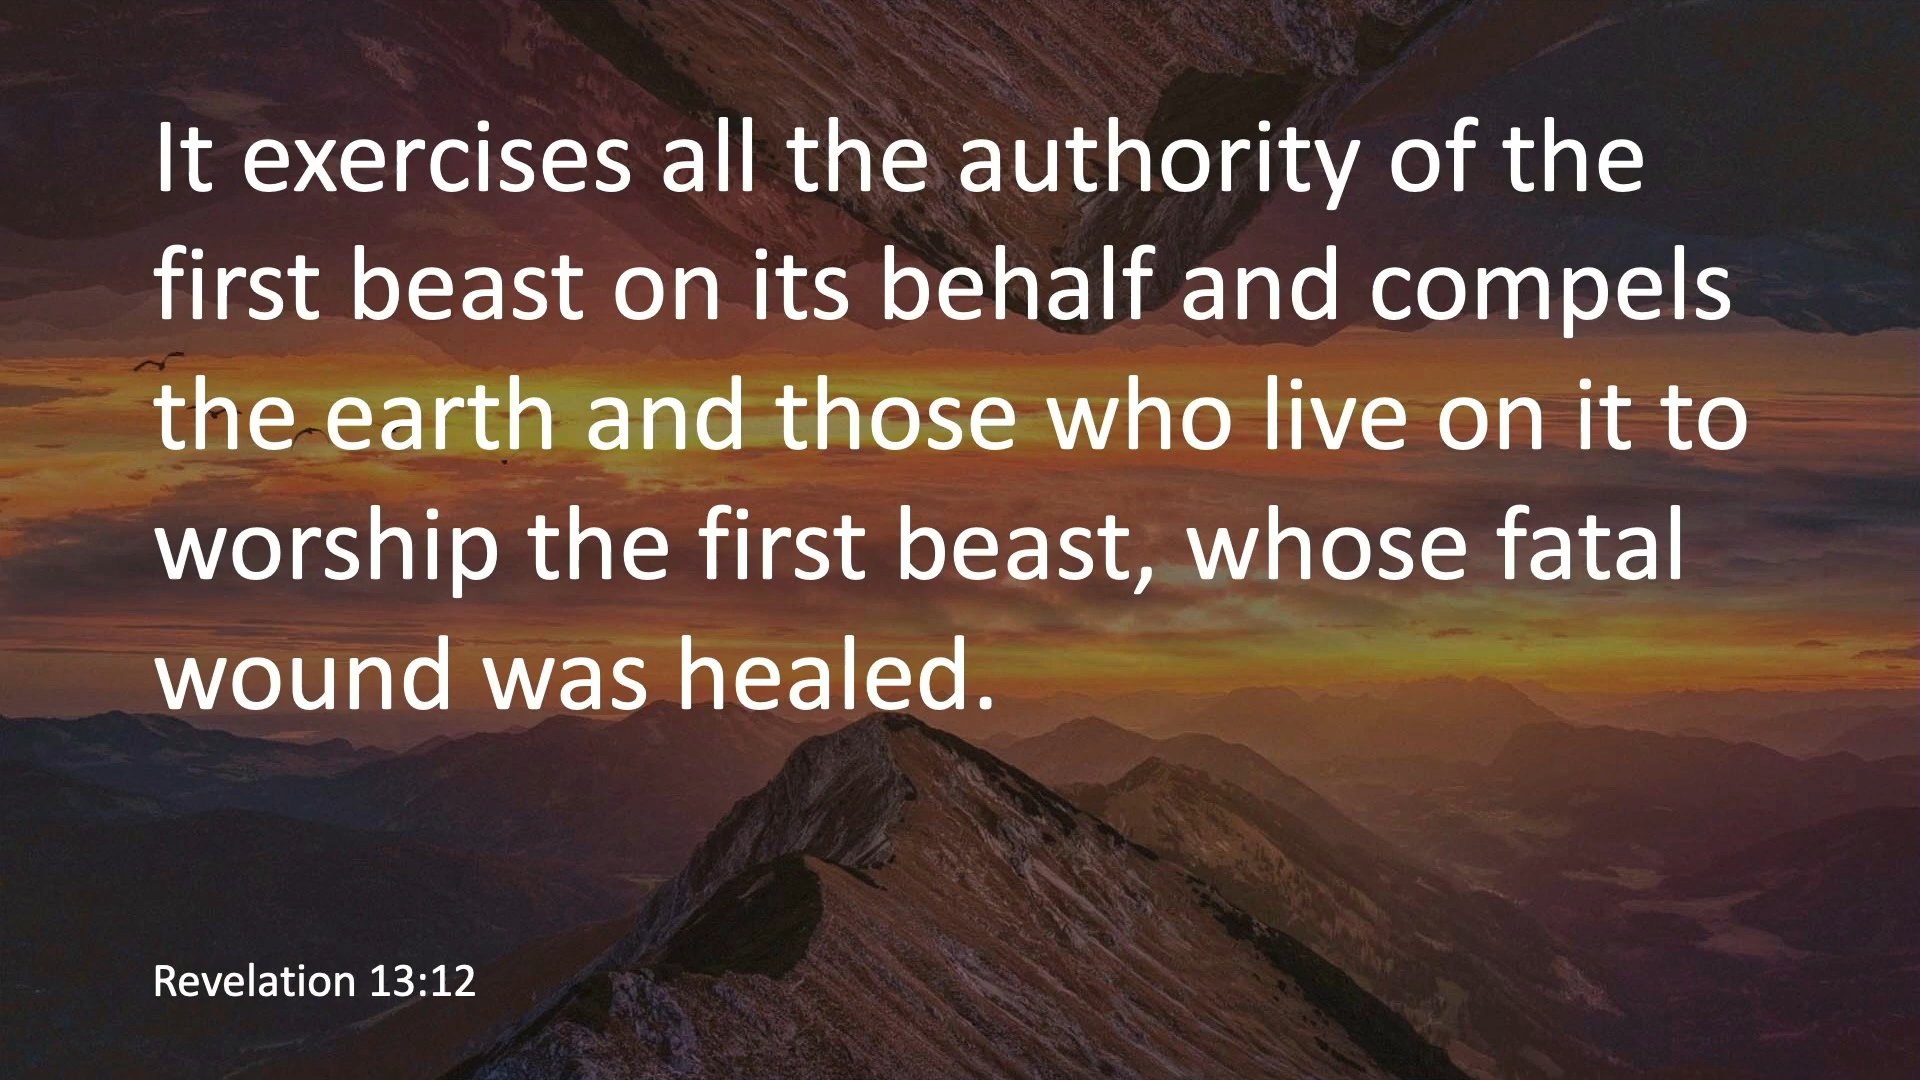 It exercises all the authority of the
first beast on its behalf and compels
the earth and those who live on it to
worship the first beast, whose fatal
wound was healed.
Revelation 13:12